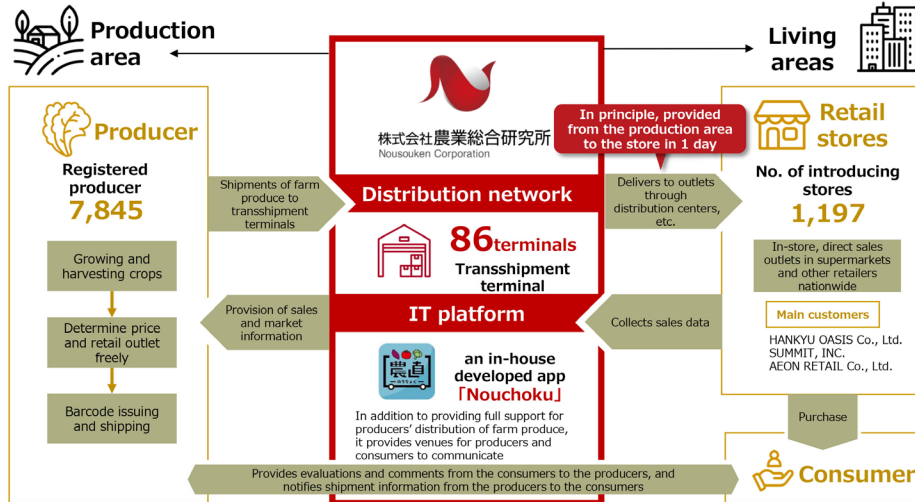 Production
area
Living
areas
株式会社農業総合研究所
Nousouken Corporation
In principle, provided
from the production area
to the store in 1 day
Producer
Registered
producer
7,845
Growing and
harvesting crops
Determine price
and retail outlet
freely
Barcode issuing
and shipping
Shipments of farm
produce to
transshipment
terminals
Distribution network
Delivers to outlets
through
distribution centers,
etc.
86terminals
Transshipment
terminal
Provision of sales
and market
information
IT platform
Collects sales data
農直
an in-house
developed app
「Nouchoku」
In addition to providing full support for
producers' distribution of farm produce,
it provides venues for producers and
consumers to communicate
Retail
stores
No. of introducing
stores
1,197
In-store, direct sales
outlets in supermarkets
and other retailers
nationwide
Main customers
HANKYU OASIS Co., Ltd.
SUMMIT, INC.
AEON RETAIL Co., Ltd.
Purchase
Consumer
Provides evaluations and comments from the consumers to the producers, and
notifies shipment information from the producers to the consumers